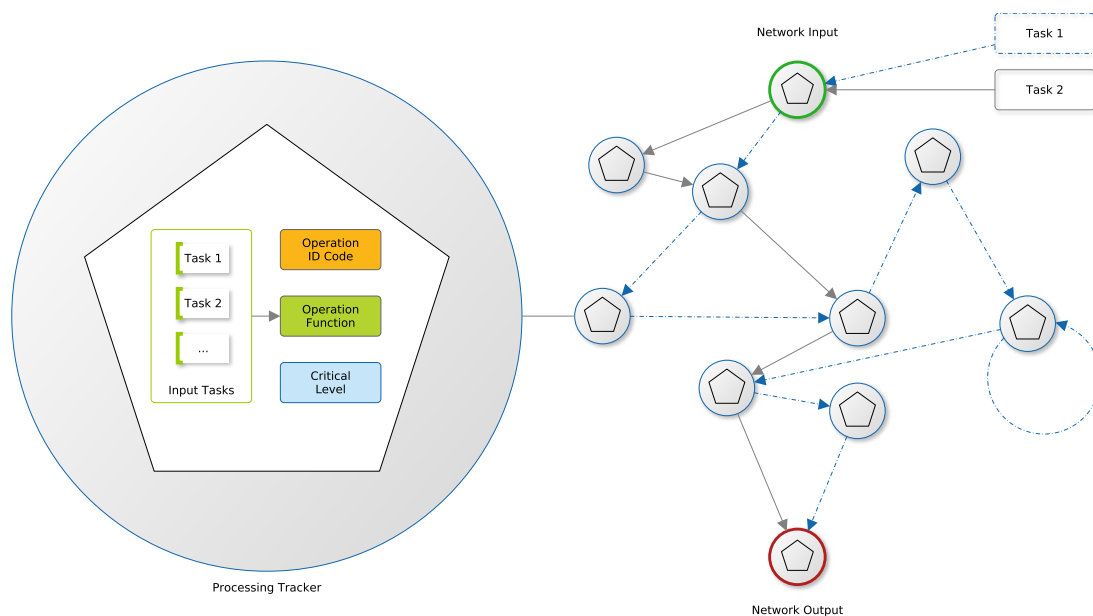 Network Input
Task 1
Task 2
Task 1
Task 2
...
Input Tasks
Operation
ID Code
Operation
Function
Critical
Level
Processing Tracker
Network Output